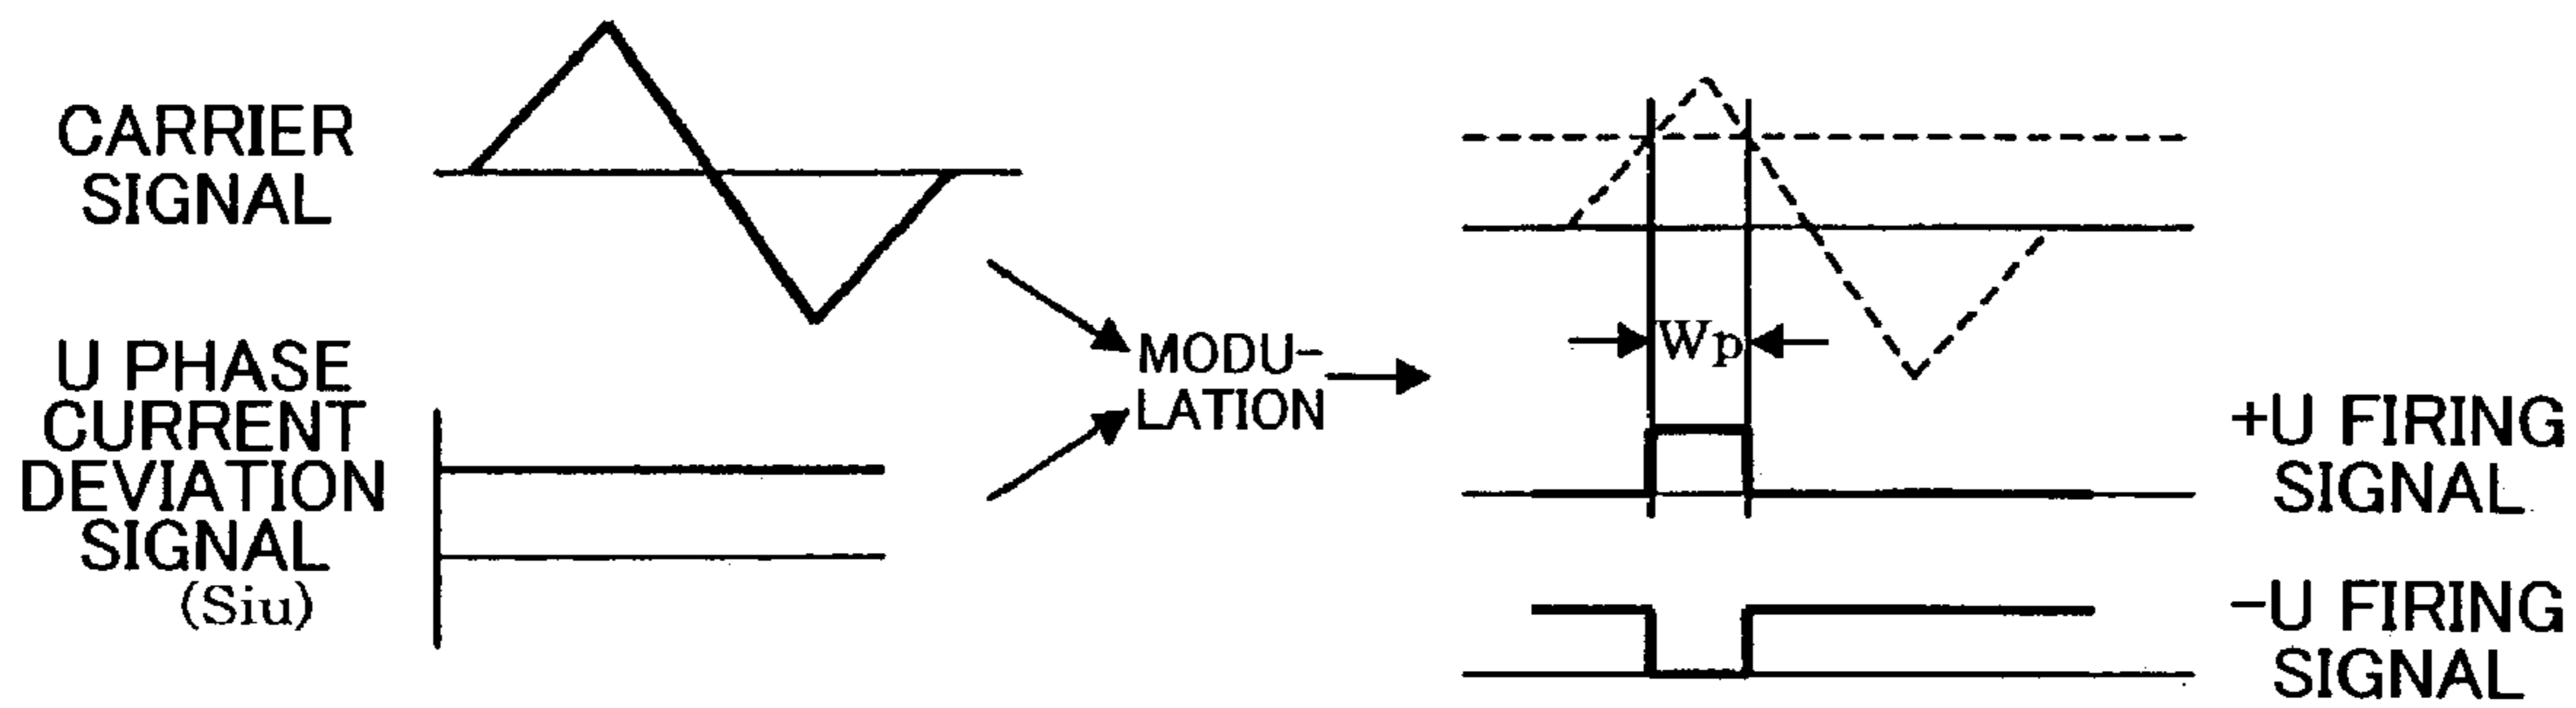 CARRIER
SIGNAL
U PHASE
CURRENT
DEVIATION
SIGNAL
(Siu)
MODU-
LATION
Wp
+U FIRING
SIGNAL
-U FIRING
SIGNAL